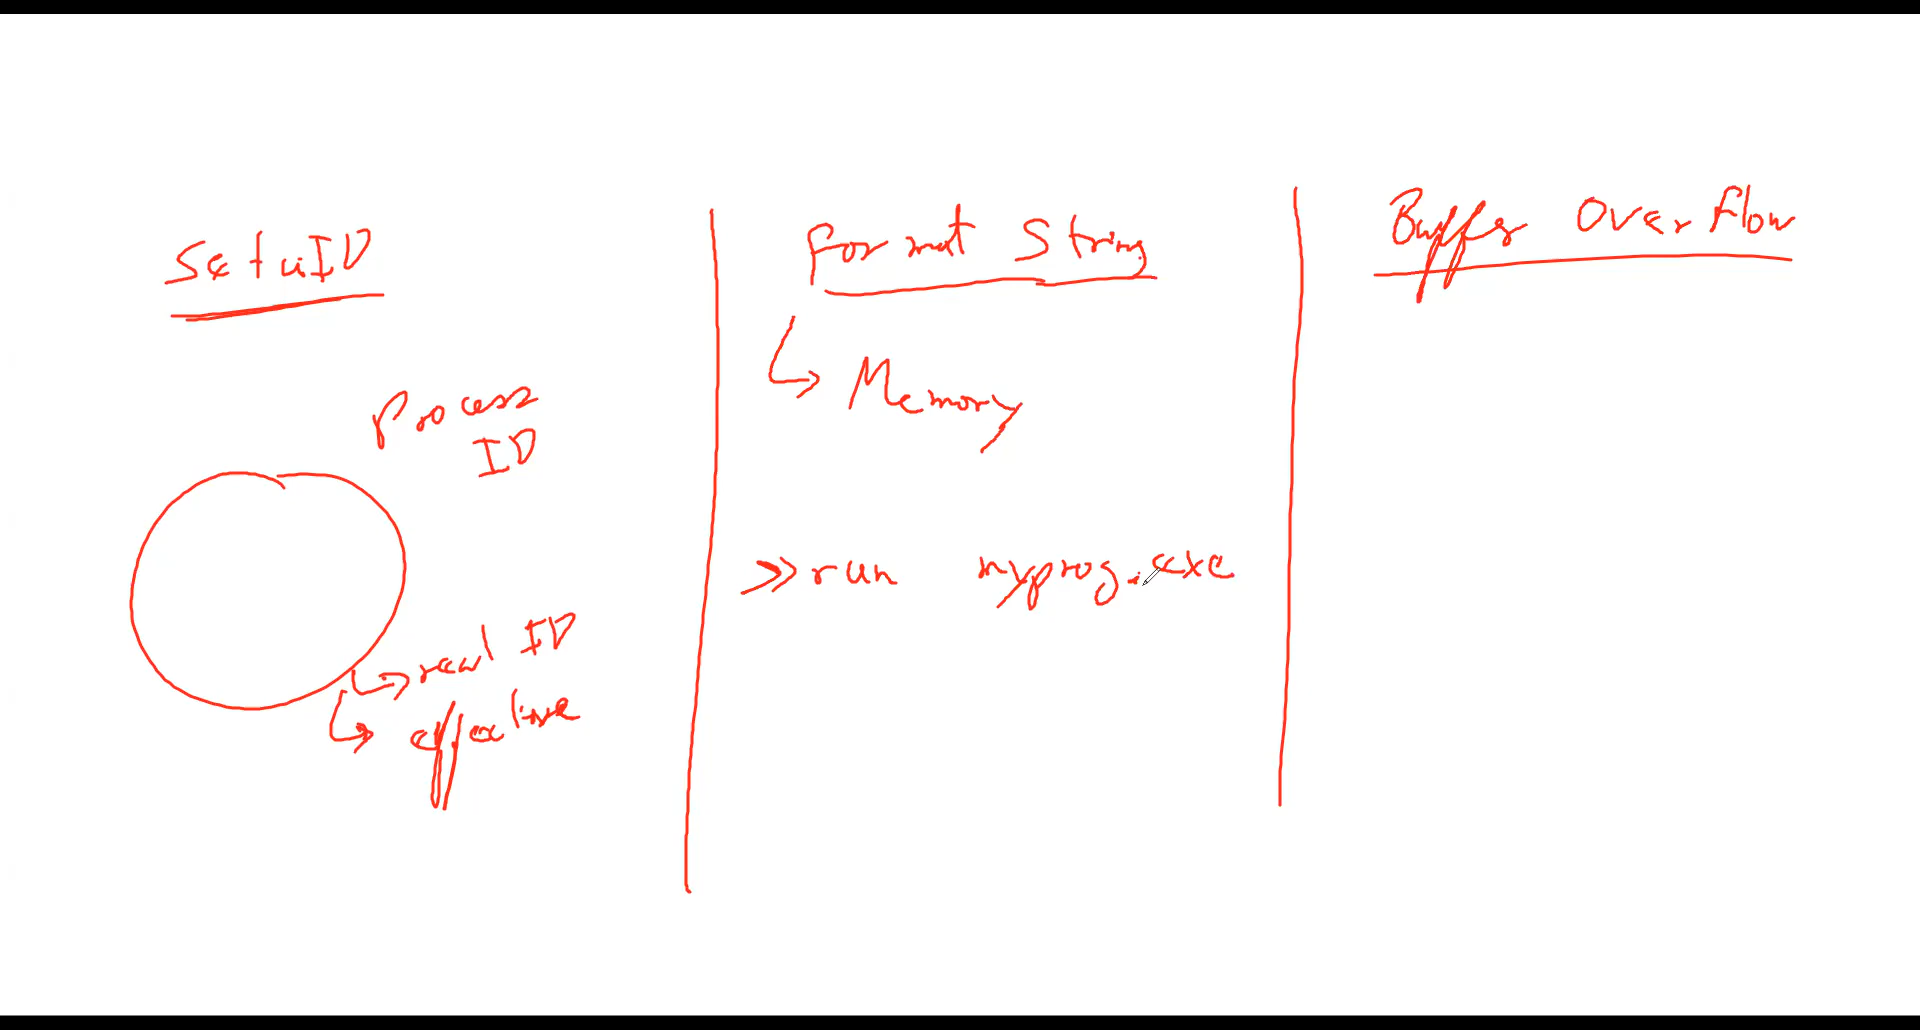 SetuID
Process
ID
real ID
effective
Format String
Memory
>> run myprog.exe
Buffer Overflow